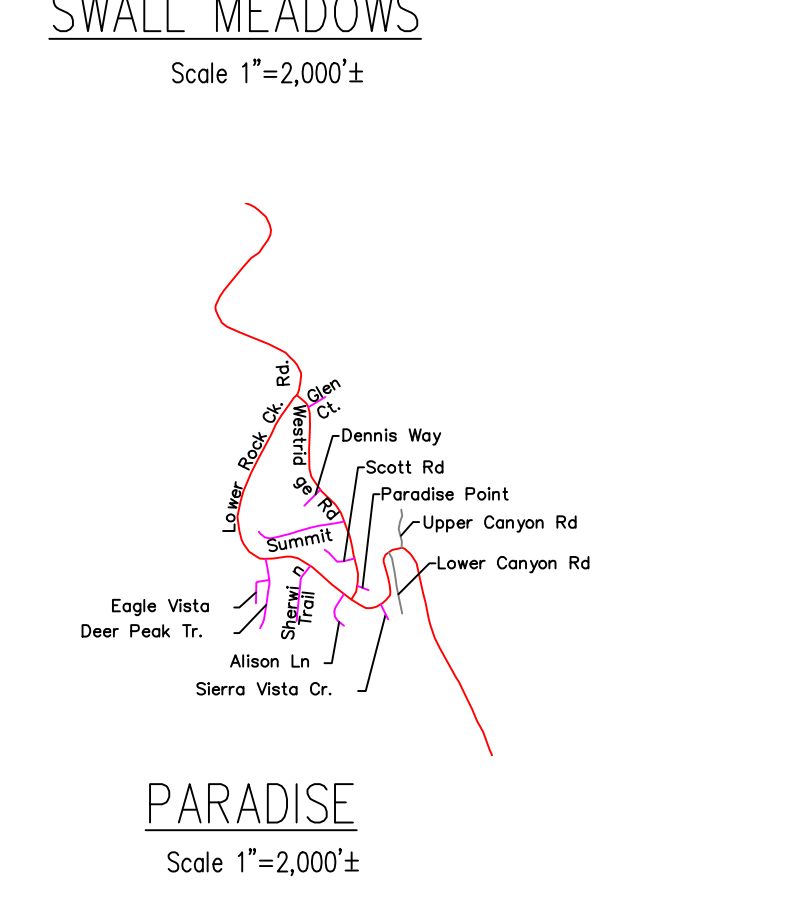 SWALL MEADOWS
Scale 1"=2,000'±
Lower Rock Ck. Rd.
Glen
Ct.
Westridge Rd
Dennis Way
Scott Rd
Paradise Point
Upper Canyon Rd
Summit
Lower Canyon Rd
Sherwin
Trail
Eagle Vista
Deer Peak Tr.
Alison Ln
Sierra Vista Cr.
PARADISE
Scale 1"=2,000'±